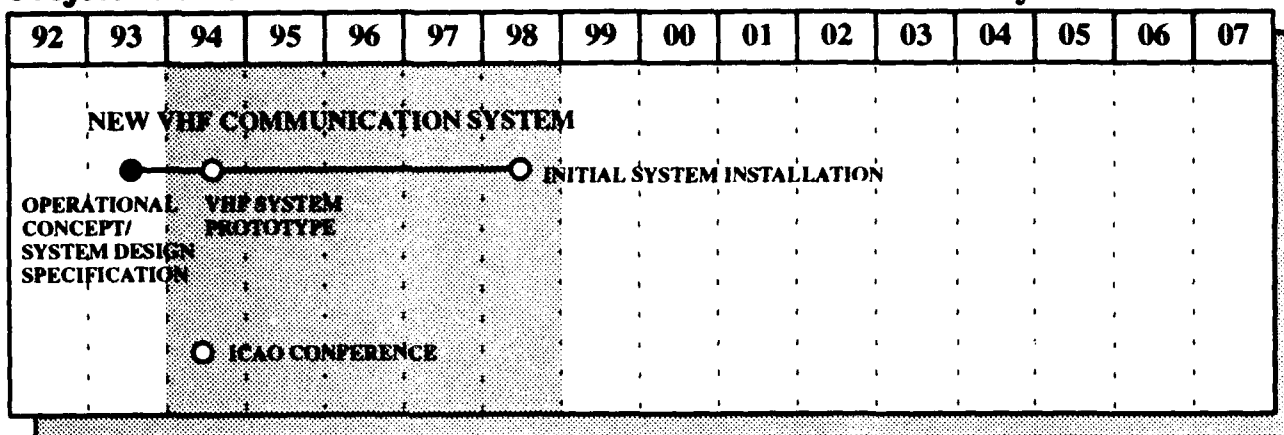 92 93 94 95 96 97 98 99 00 01 02 03 04 05 06 07
NEW VHF COMMUNICATION SYSTEM
INITIAL SYSTEM INSTALLATION
OPERATIONAL
CONCEPT/
SYSTEM DESIGN
SPECIFICATION
VHF SYSTEM
PROTOTYPE
ICAO CONFERENCE